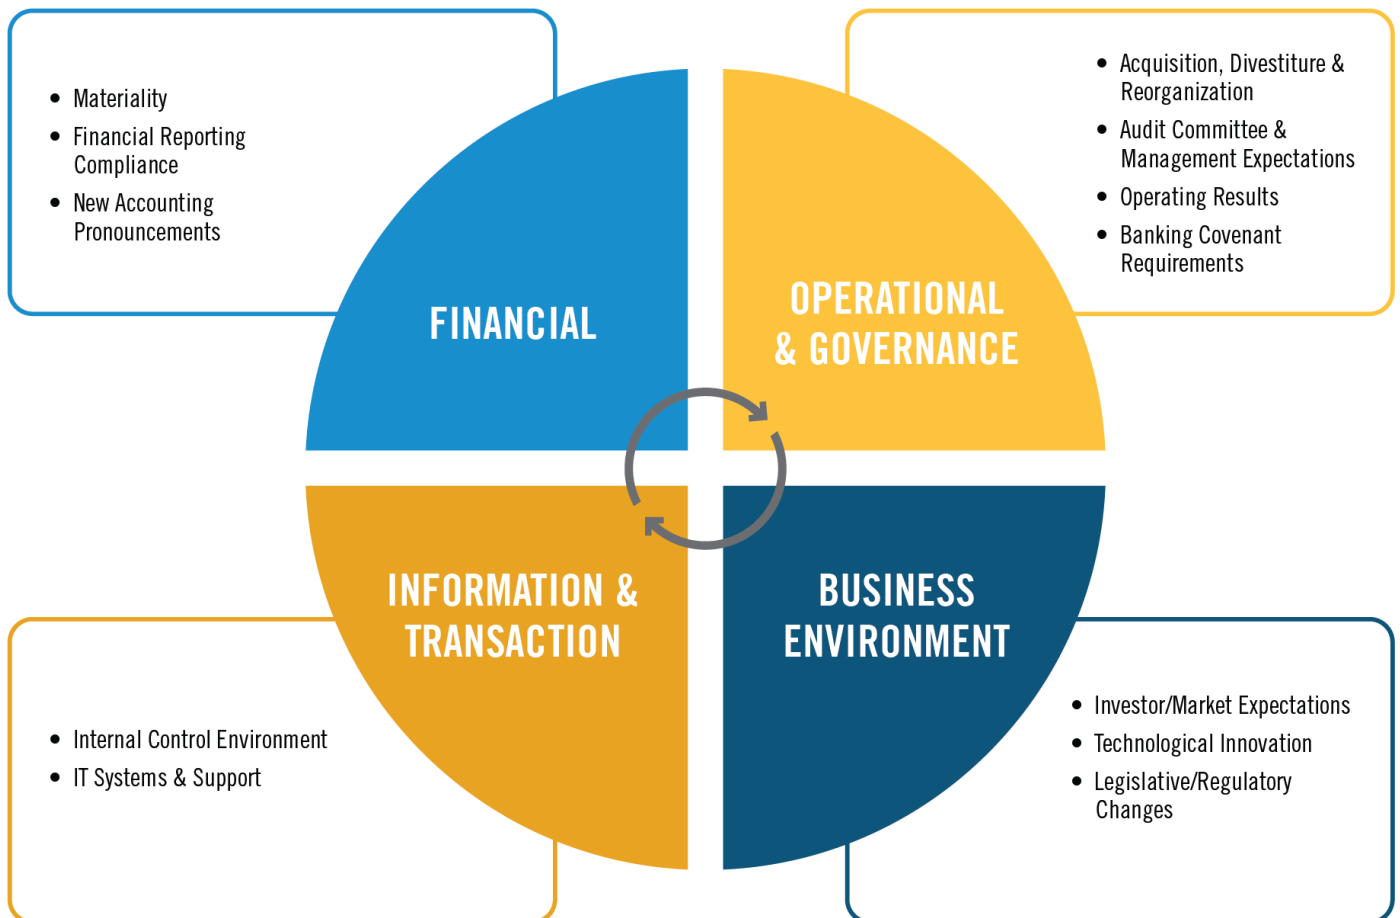 • Materiality
• Financial Reporting
Compliance
• New Accounting
Pronouncements
FINANCIAL
• Acquisition, Divestiture &
Reorganization
• Audit Committee &
Management Expectations
• Operating Results
• Banking Covenant
Requirements
OPERATIONAL
& GOVERNANCE
INFORMATION &
TRANSACTION
• Internal Control Environment
• IT Systems & Support
BUSINESS
ENVIRONMENT
• Investor/Market Expectations
• Technological Innovation
• Legislative/Regulatory
Changes